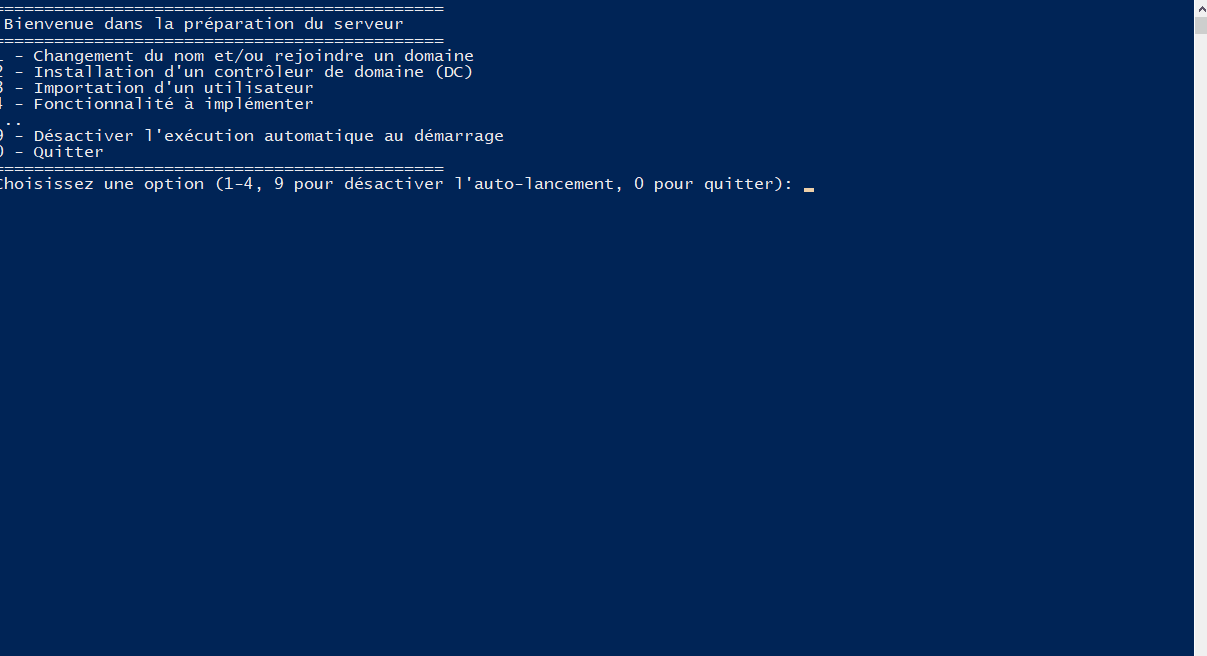 =============================================
Bienvenue dans la préparation du serveur
=============================================
1 - Changement du nom et/ou rejoindre un domaine
2 - Installation d'un contrôleur de domaine (DC)
3 - Importation d'un utilisateur
4 - Fonctionnalité à implémenter
...
9 - Désactiver l'exécution automatique au démarrage
0 - Quitter
=============================================
Choisissez une option (1-4, 9 pour désactiver l'auto-lancement, 0 pour quitter): _